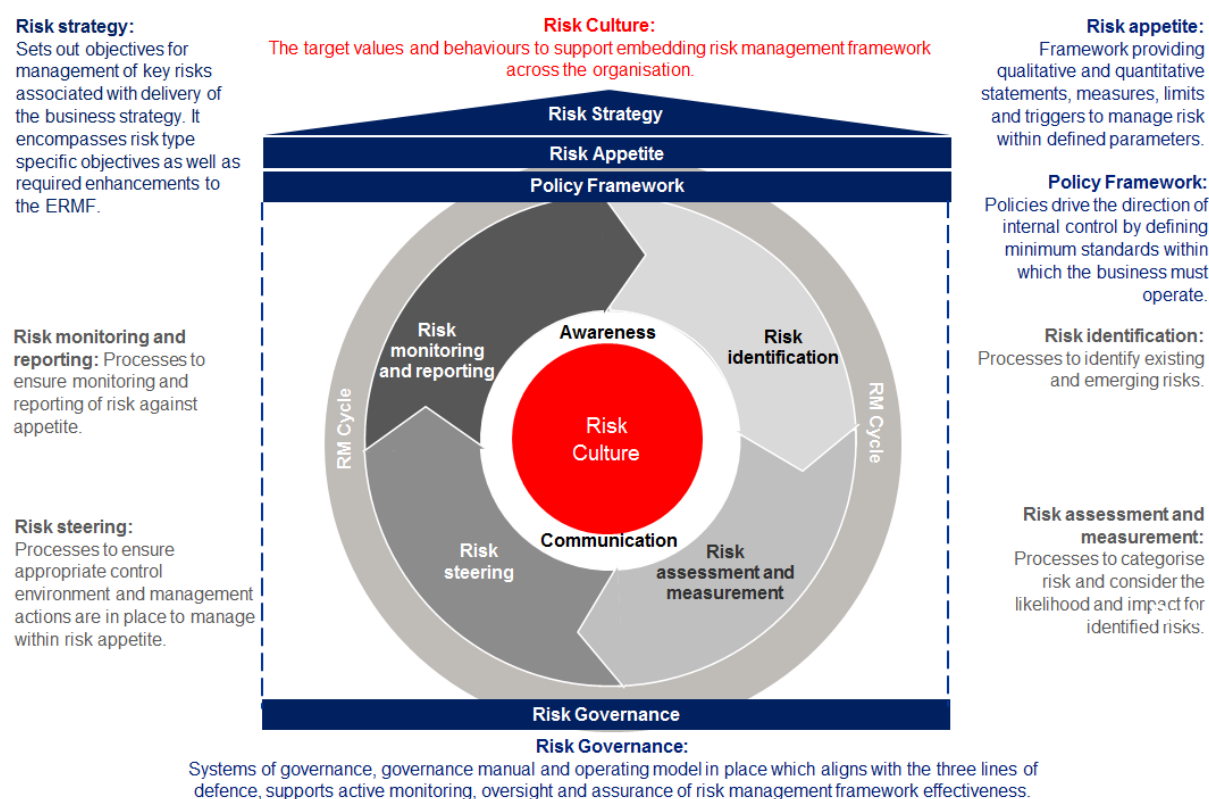 Risk strategy:
Sets out objectives for
management of key risks
associated with delivery of
the business strategy. It
encompasses risk type
specific objectives as well as
required enhancements to
the ERMF.
Risk Culture:
The target values and behaviours to support embedding risk management framework
across the organisation.
Risk appetite:
Framework providing
qualitative and quantitative
statements, measures, limits
and triggers to manage risk
within defined parameters.
Policy Framework:
Policies drive the direction of
internal control by defining
minimum standards within
which the business must
operate.
Risk Strategy
Risk Appetite
Policy Framework
Risk monitoring and
reporting: Processes to
ensure monitoring and
reporting of risk against
appetite.
Risk steering:
Processes to ensure
appropriate control
environment and management
actions are in place to manage
within risk appetite.
RM Cycle
Risk
monitoring
and reporting
Awareness
Risk
identification
RM Cycle
Risk
Culture
Communication
Risk
steering
Risk
assessment and
measurement
Risk identification:
Processes to identify existing
and emerging risks.
Risk assessment and
measurement:
Processes to categorise
risk and consider the
likelihood and impact for
identified risks.
Risk Governance
Risk Governance:
Systems of governance, governance manual and operating model in place which aligns with the three lines of
defence, supports active monitoring, oversight and assurance of risk management framework effectiveness.